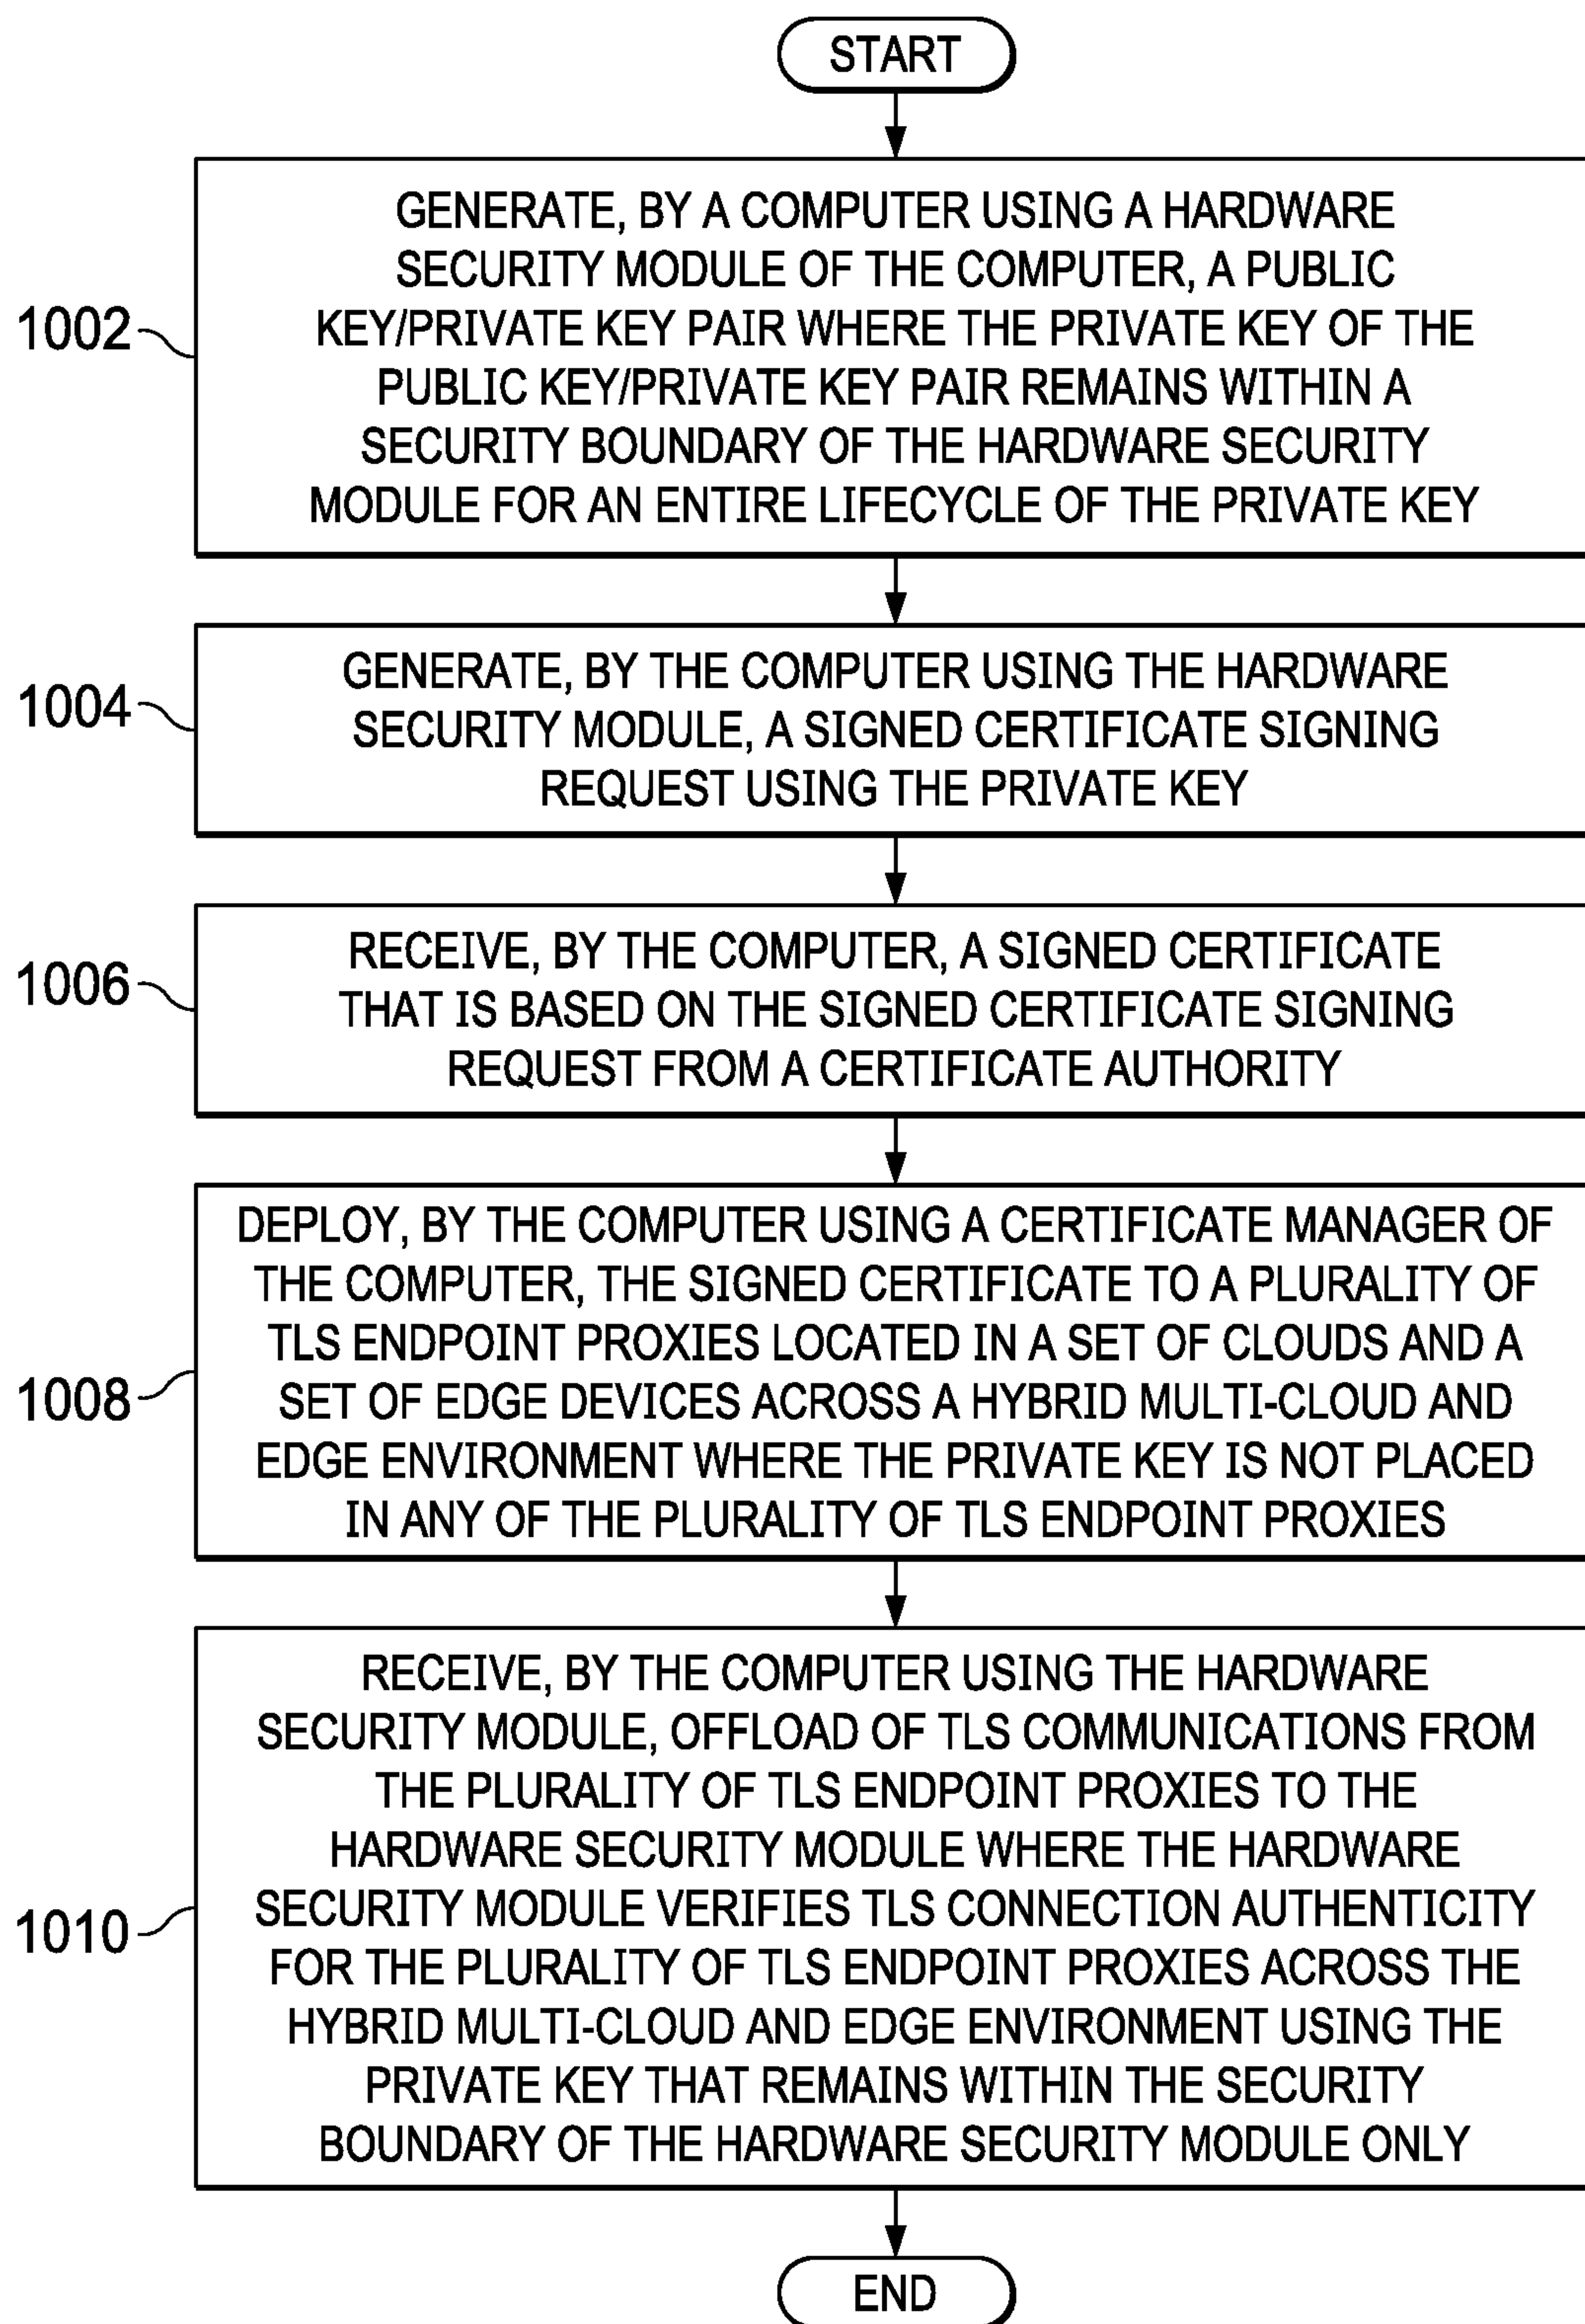 START
GENERATE, BY A COMPUTER USING A HARDWARE
SECURITY MODULE OF THE COMPUTER, A PUBLIC
KEY/PRIVATE KEY PAIR WHERE THE PRIVATE KEY OF THE
PUBLIC KEY/PRIVATE KEY PAIR REMAINS WITHIN A
SECURITY BOUNDARY OF THE HARDWARE SECURITY
MODULE FOR AN ENTIRE LIFECYCLE OF THE PRIVATE KEY
1002
GENERATE, BY THE COMPUTER USING THE HARDWARE
SECURITY MODULE, A SIGNED CERTIFICATE SIGNING
REQUEST USING THE PRIVATE KEY
1004
RECEIVE, BY THE COMPUTER, A SIGNED CERTIFICATE
THAT IS BASED ON THE SIGNED CERTIFICATE SIGNING
REQUEST FROM A CERTIFICATE AUTHORITY
1006
DEPLOY, BY THE COMPUTER USING A CERTIFICATE MANAGER OF
THE COMPUTER, THE SIGNED CERTIFICATE TO A PLURALITY OF
TLS ENDPOINT PROXIES LOCATED IN A SET OF CLOUDS AND A
SET OF EDGE DEVICES ACROSS A HYBRID MULTI-CLOUD AND
EDGE ENVIRONMENT WHERE THE PRIVATE KEY IS NOT PLACED
IN ANY OF THE PLURALITY OF TLS ENDPOINT PROXIES
1008
RECEIVE, BY THE COMPUTER USING THE HARDWARE
SECURITY MODULE, OFFLOAD OF TLS COMMUNICATIONS FROM
THE PLURALITY OF TLS ENDPOINT PROXIES TO THE
HARDWARE SECURITY MODULE WHERE THE HARDWARE
SECURITY MODULE VERIFIES TLS CONNECTION AUTHENTICITY
FOR THE PLURALITY OF TLS ENDPOINT PROXIES ACROSS THE
HYBRID MULTI-CLOUD AND EDGE ENVIRONMENT USING THE
PRIVATE KEY THAT REMAINS WITHIN THE SECURITY
BOUNDARY OF THE HARDWARE SECURITY MODULE ONLY
1010
END